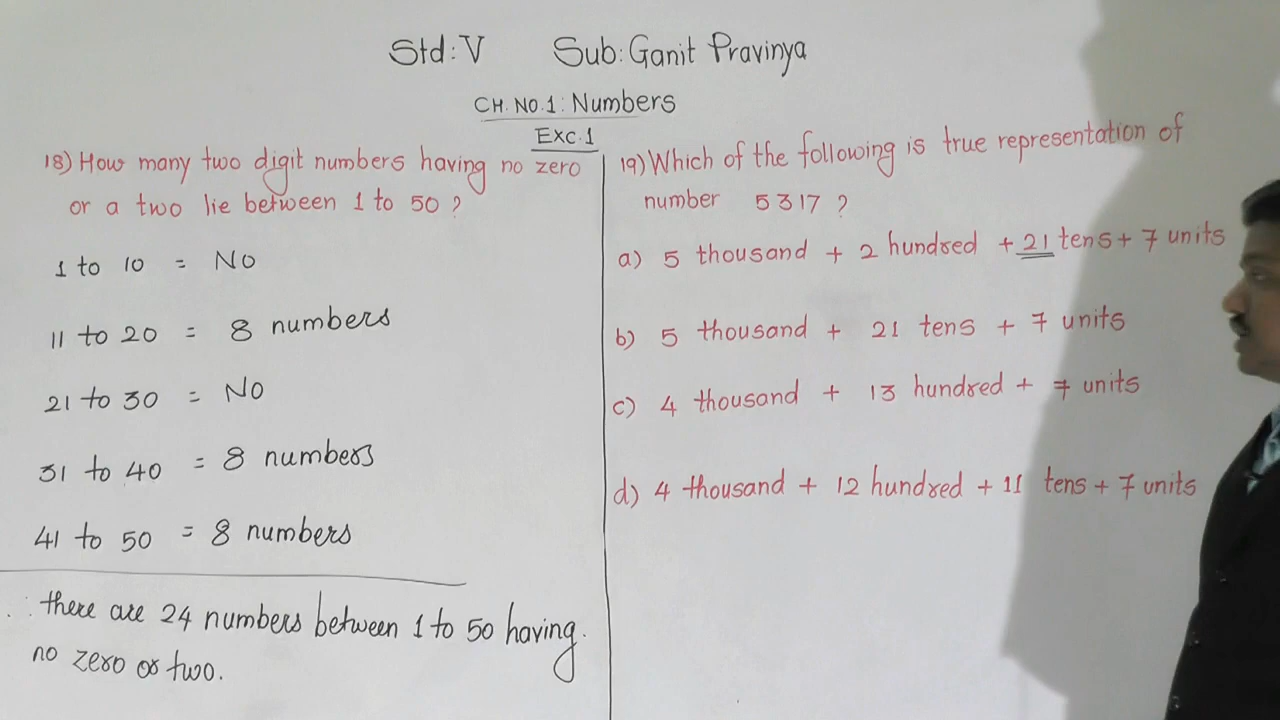 Std: V Sub: Ganit Pravinya
CH. NO. 1: Numbers
Exc. 1
18) How many two digit numbers having no zero
or a two lie between 1 to 50 ?
1 to 10 = No
11 to 20 = 8 numbers
21 to 30 = No
31 to 40 = 8 numbers
41 to 50 = 8 numbers
∴ there are 24 numbers between 1 to 50 having
no zero or two.
19) Which of the following is true representation of
number 5317 ?
a) 5 thousand + 2 hundred + 21 tens + 7 units
b) 5 thousand + 21 tens + 7 units
c) 4 thousand + 13 hundred + 7 units
d) 4 thousand + 12 hundred + 11 tens + 7 units